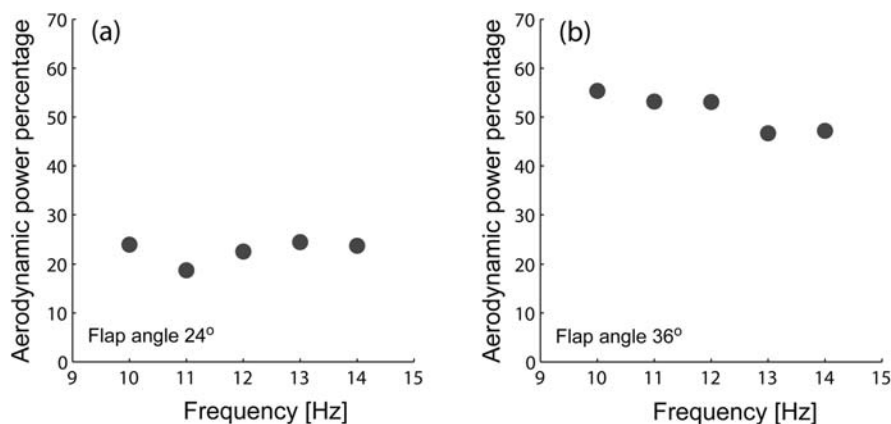 (a)
Aerodynamic power percentage
70
60
50
40
30
20
10
0
Flap angle 24°
9 10 11 12 13 14 15
Frequency [Hz]
(b)
Aerodynamic power percentage
70
60
50
40
30
20
10
0
Flap angle 36°
9 10 11 12 13 14 15
Frequency [Hz]